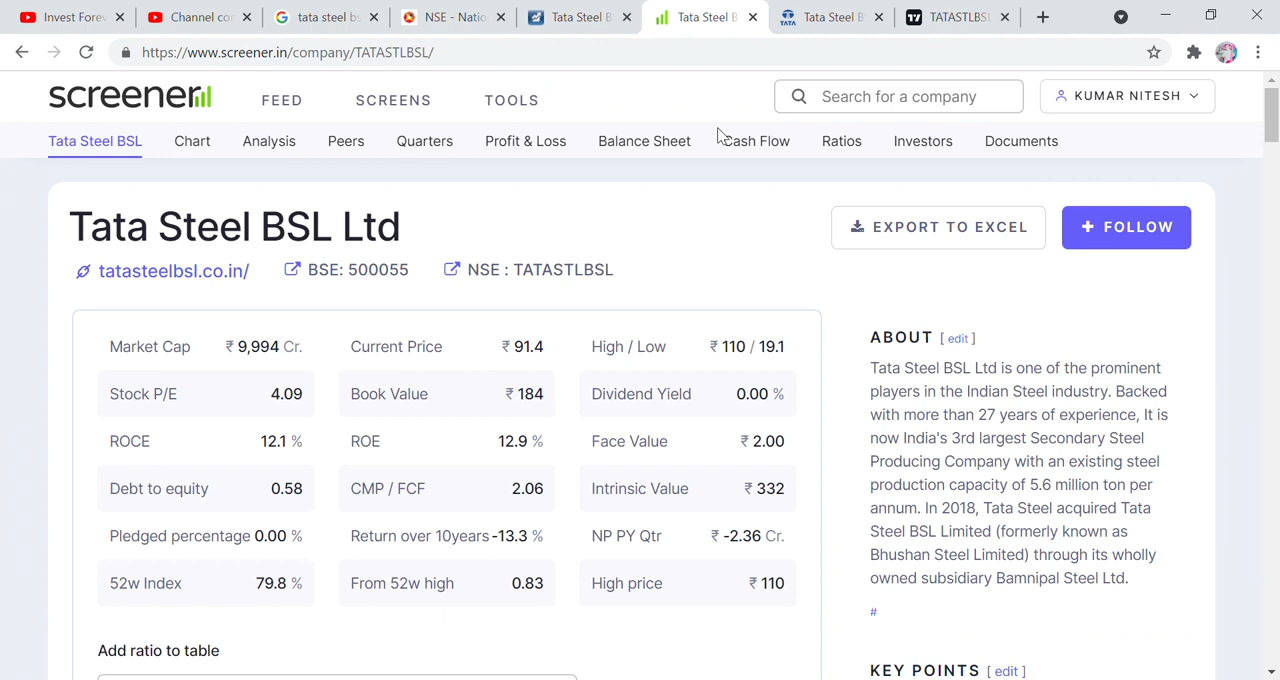 Invest Forev
Channel co
tata steel bs
NSE - Natio
Tata Steel B
Tata Steel B
Tata Steel B
TATASTLBSL
https://www.screener.in/company/TATASTLBSL/
screener
FEED
SCREENS
TOOLS
Search for a company
KUMAR NITESH
Tata Steel BSL
Chart
Analysis
Peers
Quarters
Profit & Loss
Balance Sheet
Cash Flow
Ratios
Investors
Documents
Tata Steel BSL Ltd
EXPORT TO EXCEL
+ FOLLOW
tatasteelbsl.co.in/
BSE: 500055
NSE : TATASTLBSL
Market Cap ₹ 9,994 Cr.
Current Price ₹ 91.4
High / Low ₹ 110 / 19.1
Stock P/E 4.09
Book Value ₹ 184
Dividend Yield 0.00 %
ROCE 12.1 %
ROE 12.9 %
Face Value ₹ 2.00
Debt to equity 0.58
CMP / FCF 2.06
Intrinsic Value ₹ 332
Pledged percentage 0.00 %
Return over 10years -13.3 %
NP PY Qtr ₹ -2.36 Cr.
52w Index 79.8 %
From 52w high 0.83
High price ₹ 110
Add ratio to table
ABOUT [ edit ]
Tata Steel BSL Ltd is one of the prominent
players in the Indian Steel industry. Backed
with more than 27 years of experience, It is
now India's 3rd largest Secondary Steel
Producing Company with an existing steel
production capacity of 5.6 million ton per
annum. In 2018, Tata Steel acquired Tata
Steel BSL Limited (formerly known as
Bhushan Steel Limited) through its wholly
owned subsidiary Bamnipal Steel Ltd.
#
KEY POINTS [ edit ]